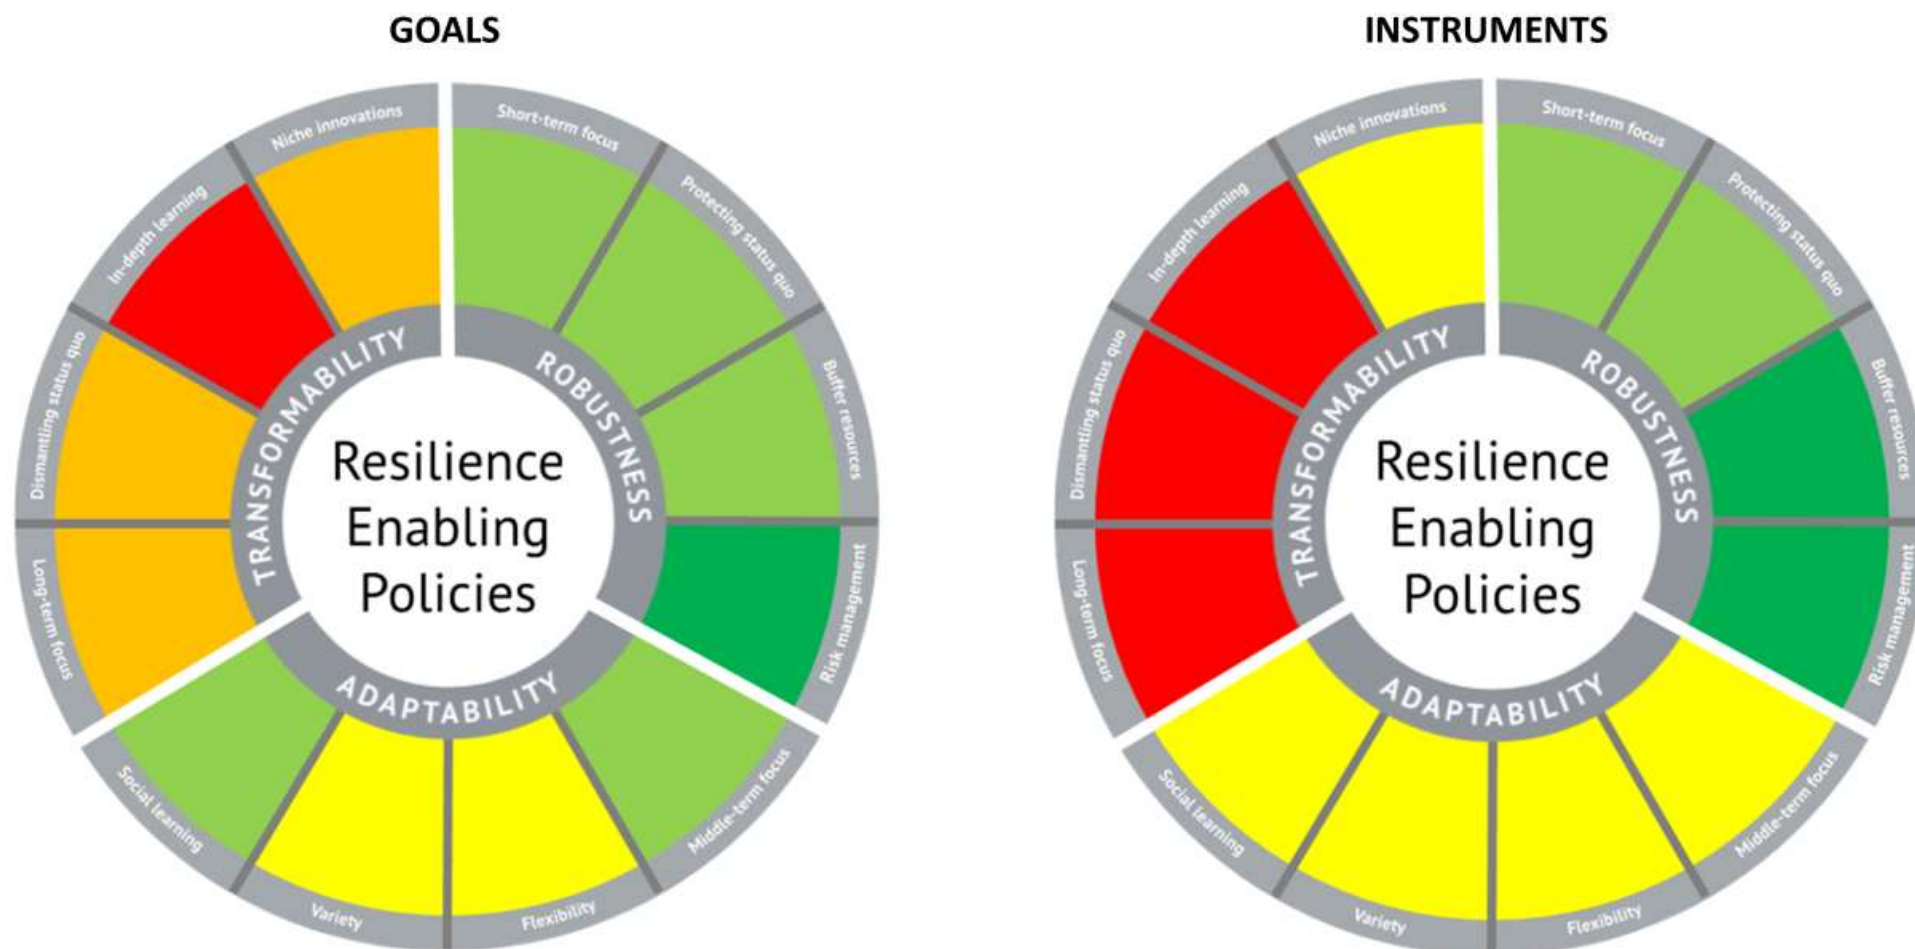 GOALS
Short-term focus
Protecting status quo
Buffer resources
Risk management
Middle-term focus
Flexibility
Variety
Social learning
Long-term focus
Dismantling status quo
In-depth learning
Niche innovations
ROBUSTNESS
ADAPTABILITY
TRANSFORMABILITY
Resilience
Enabling
Policies
INSTRUMENTS
Short-term focus
Protecting status quo
Buffer resources
Risk management
Middle-term focus
Flexibility
Variety
Social learning
Long-term focus
Dismantling status quo
In-depth learning
Niche innovations
ROBUSTNESS
ADAPTABILITY
TRANSFORMABILITY
Resilience
Enabling
Policies